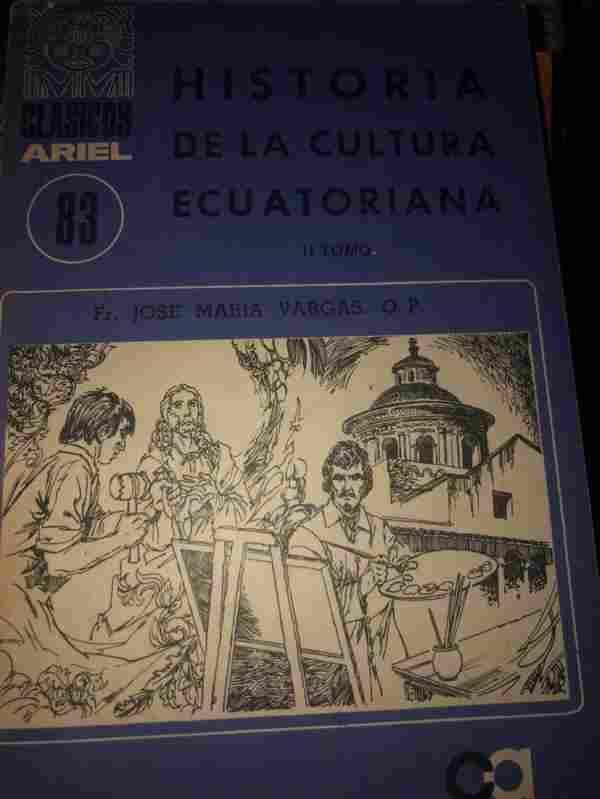 CLASICOS
ARIEL
83
HISTORIA
DE LA CULTURA
ECUATORIANA
II TOMO.
Fr. JOSE MARIA VARGAS. O. P.
ca